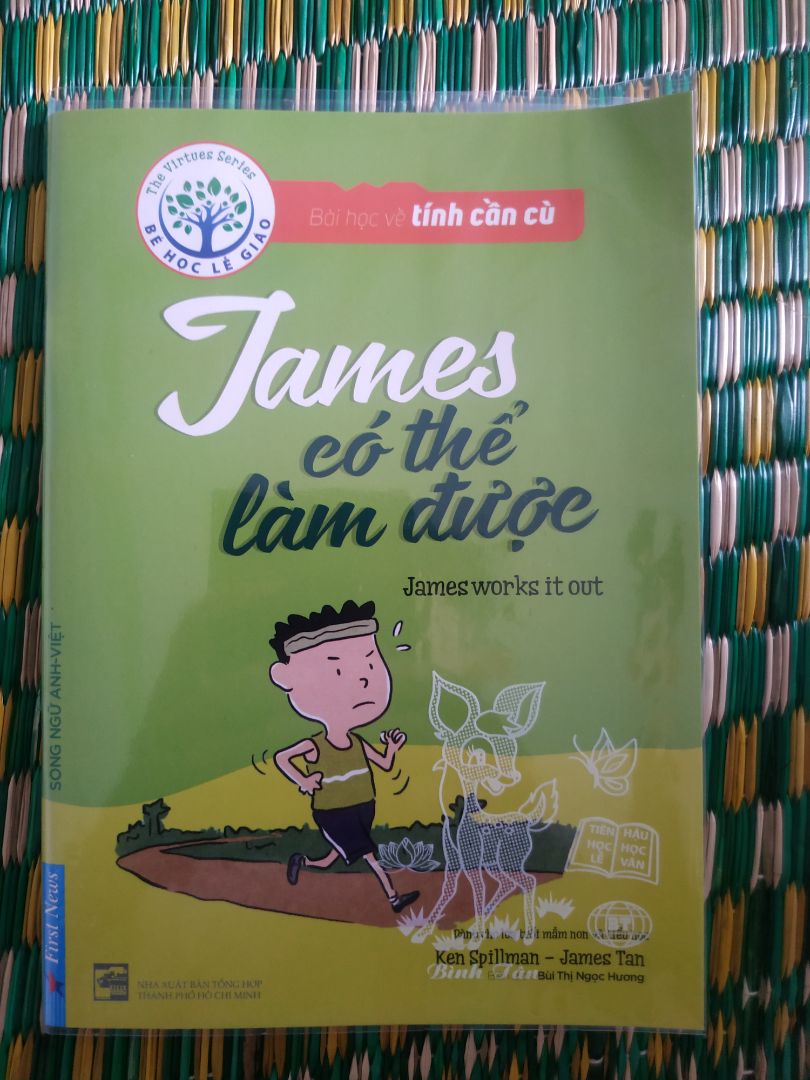 The Virtues Series
BÉ HỌC LỄ GIÁO
Bài học về tính cần cù
James
có thể
làm được
James works it out
SONG NGỮ ANH-VIỆT
TIÊN HỌC LỄ
HẬU HỌC VĂN
Ken Spillman – James Tan
Bình Tân
Bùi Thị Ngọc Hương
First News
NHÀ XUẤT BẢN TỔNG HỢP
THÀNH PHỐ HỒ CHÍ MINH